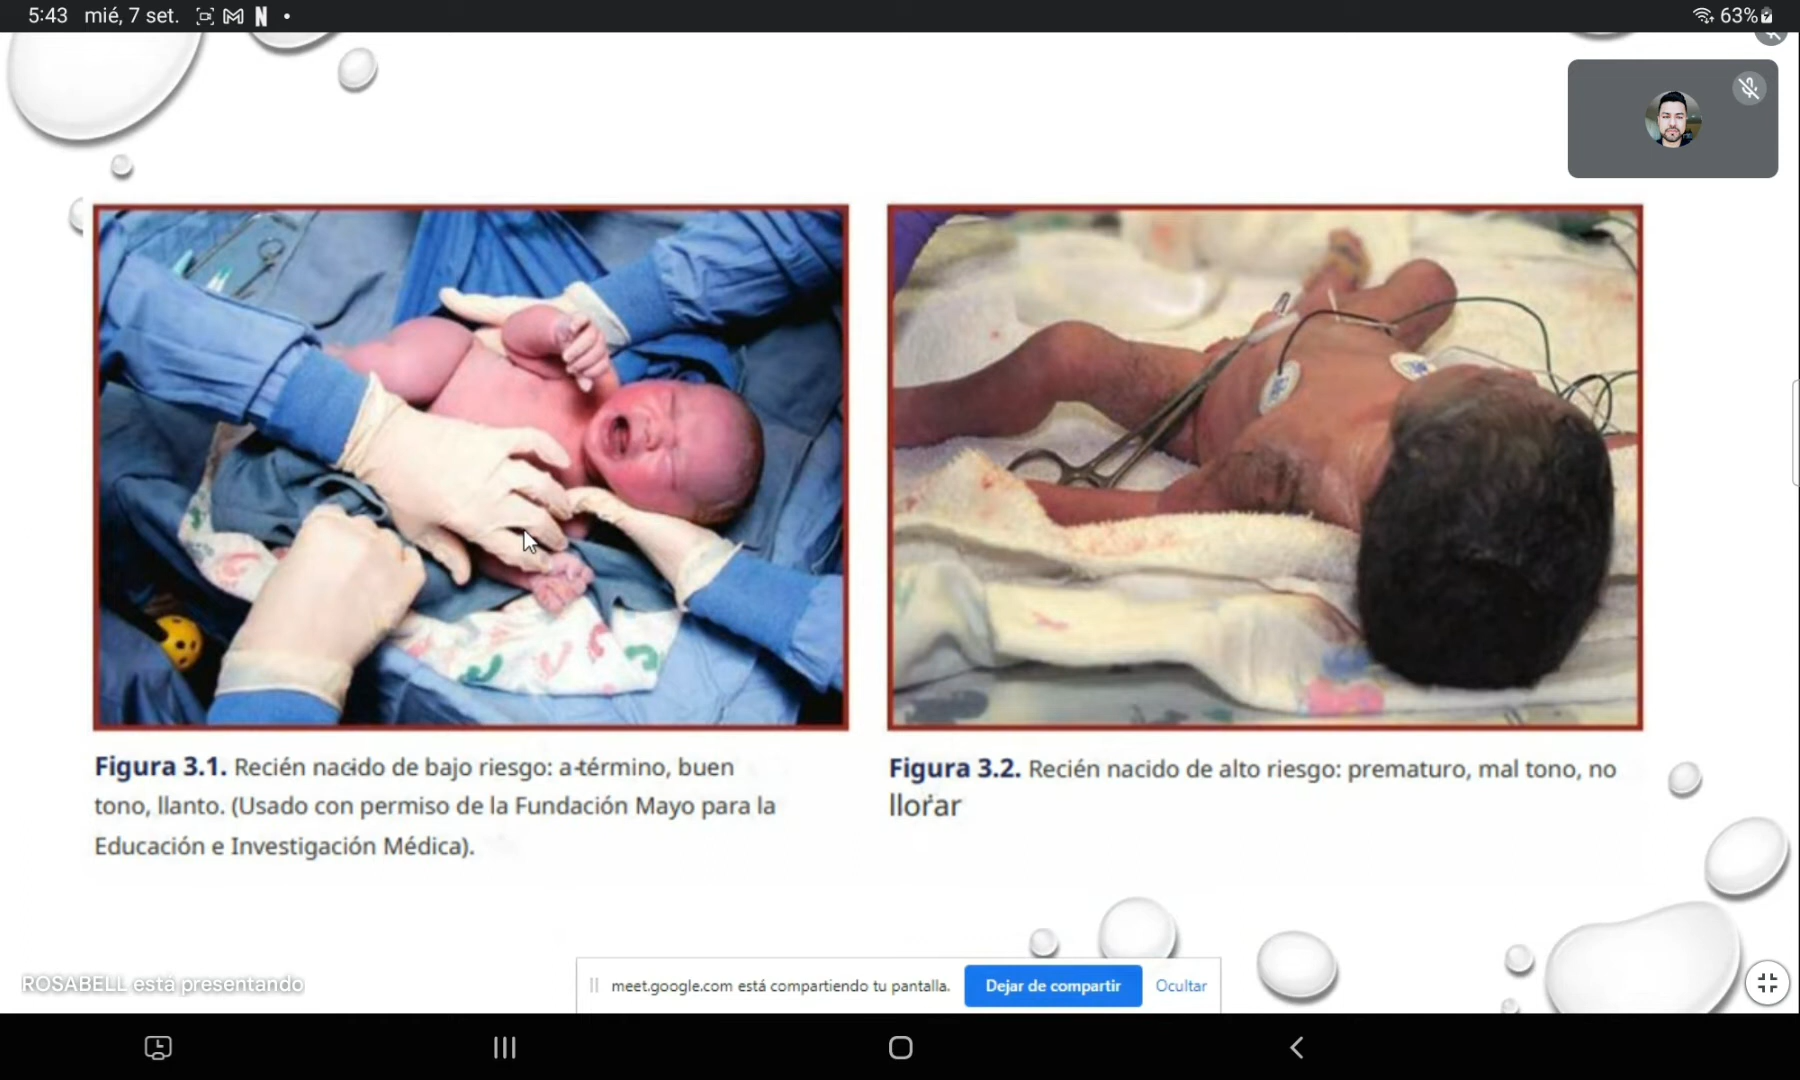 5:43 mié, 7 set.
63%
Figura 3.1. Recién nacido de bajo riesgo: a-término, buen
tono, llanto. (Usado con permiso de la Fundación Mayo para la
Educación e Investigación Médica).
Figura 3.2. Recién nacido de alto riesgo: prematuro, mal tono, no
llorar
ROSABELL está presentando
meet.google.com está compartiendo tu pantalla.
Dejar de compartir
Ocultar